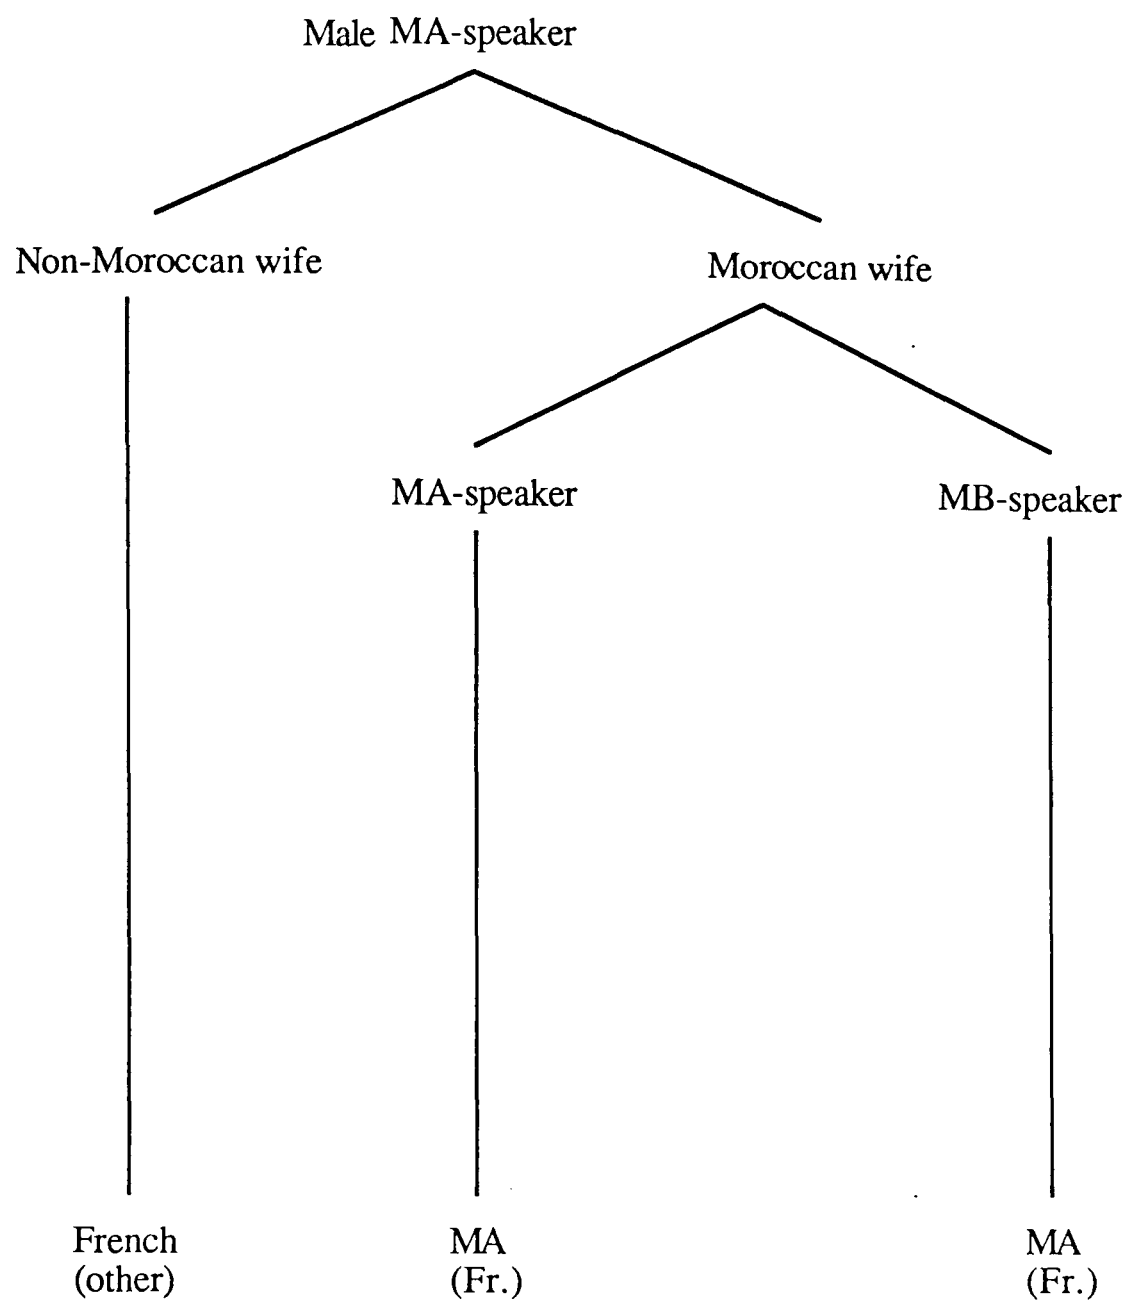 Male MA-speaker
Non-Moroccan wife
Moroccan wife
MA-speaker
MB-speaker
French
(other)
MA
(Fr.)
MA
(Fr.)